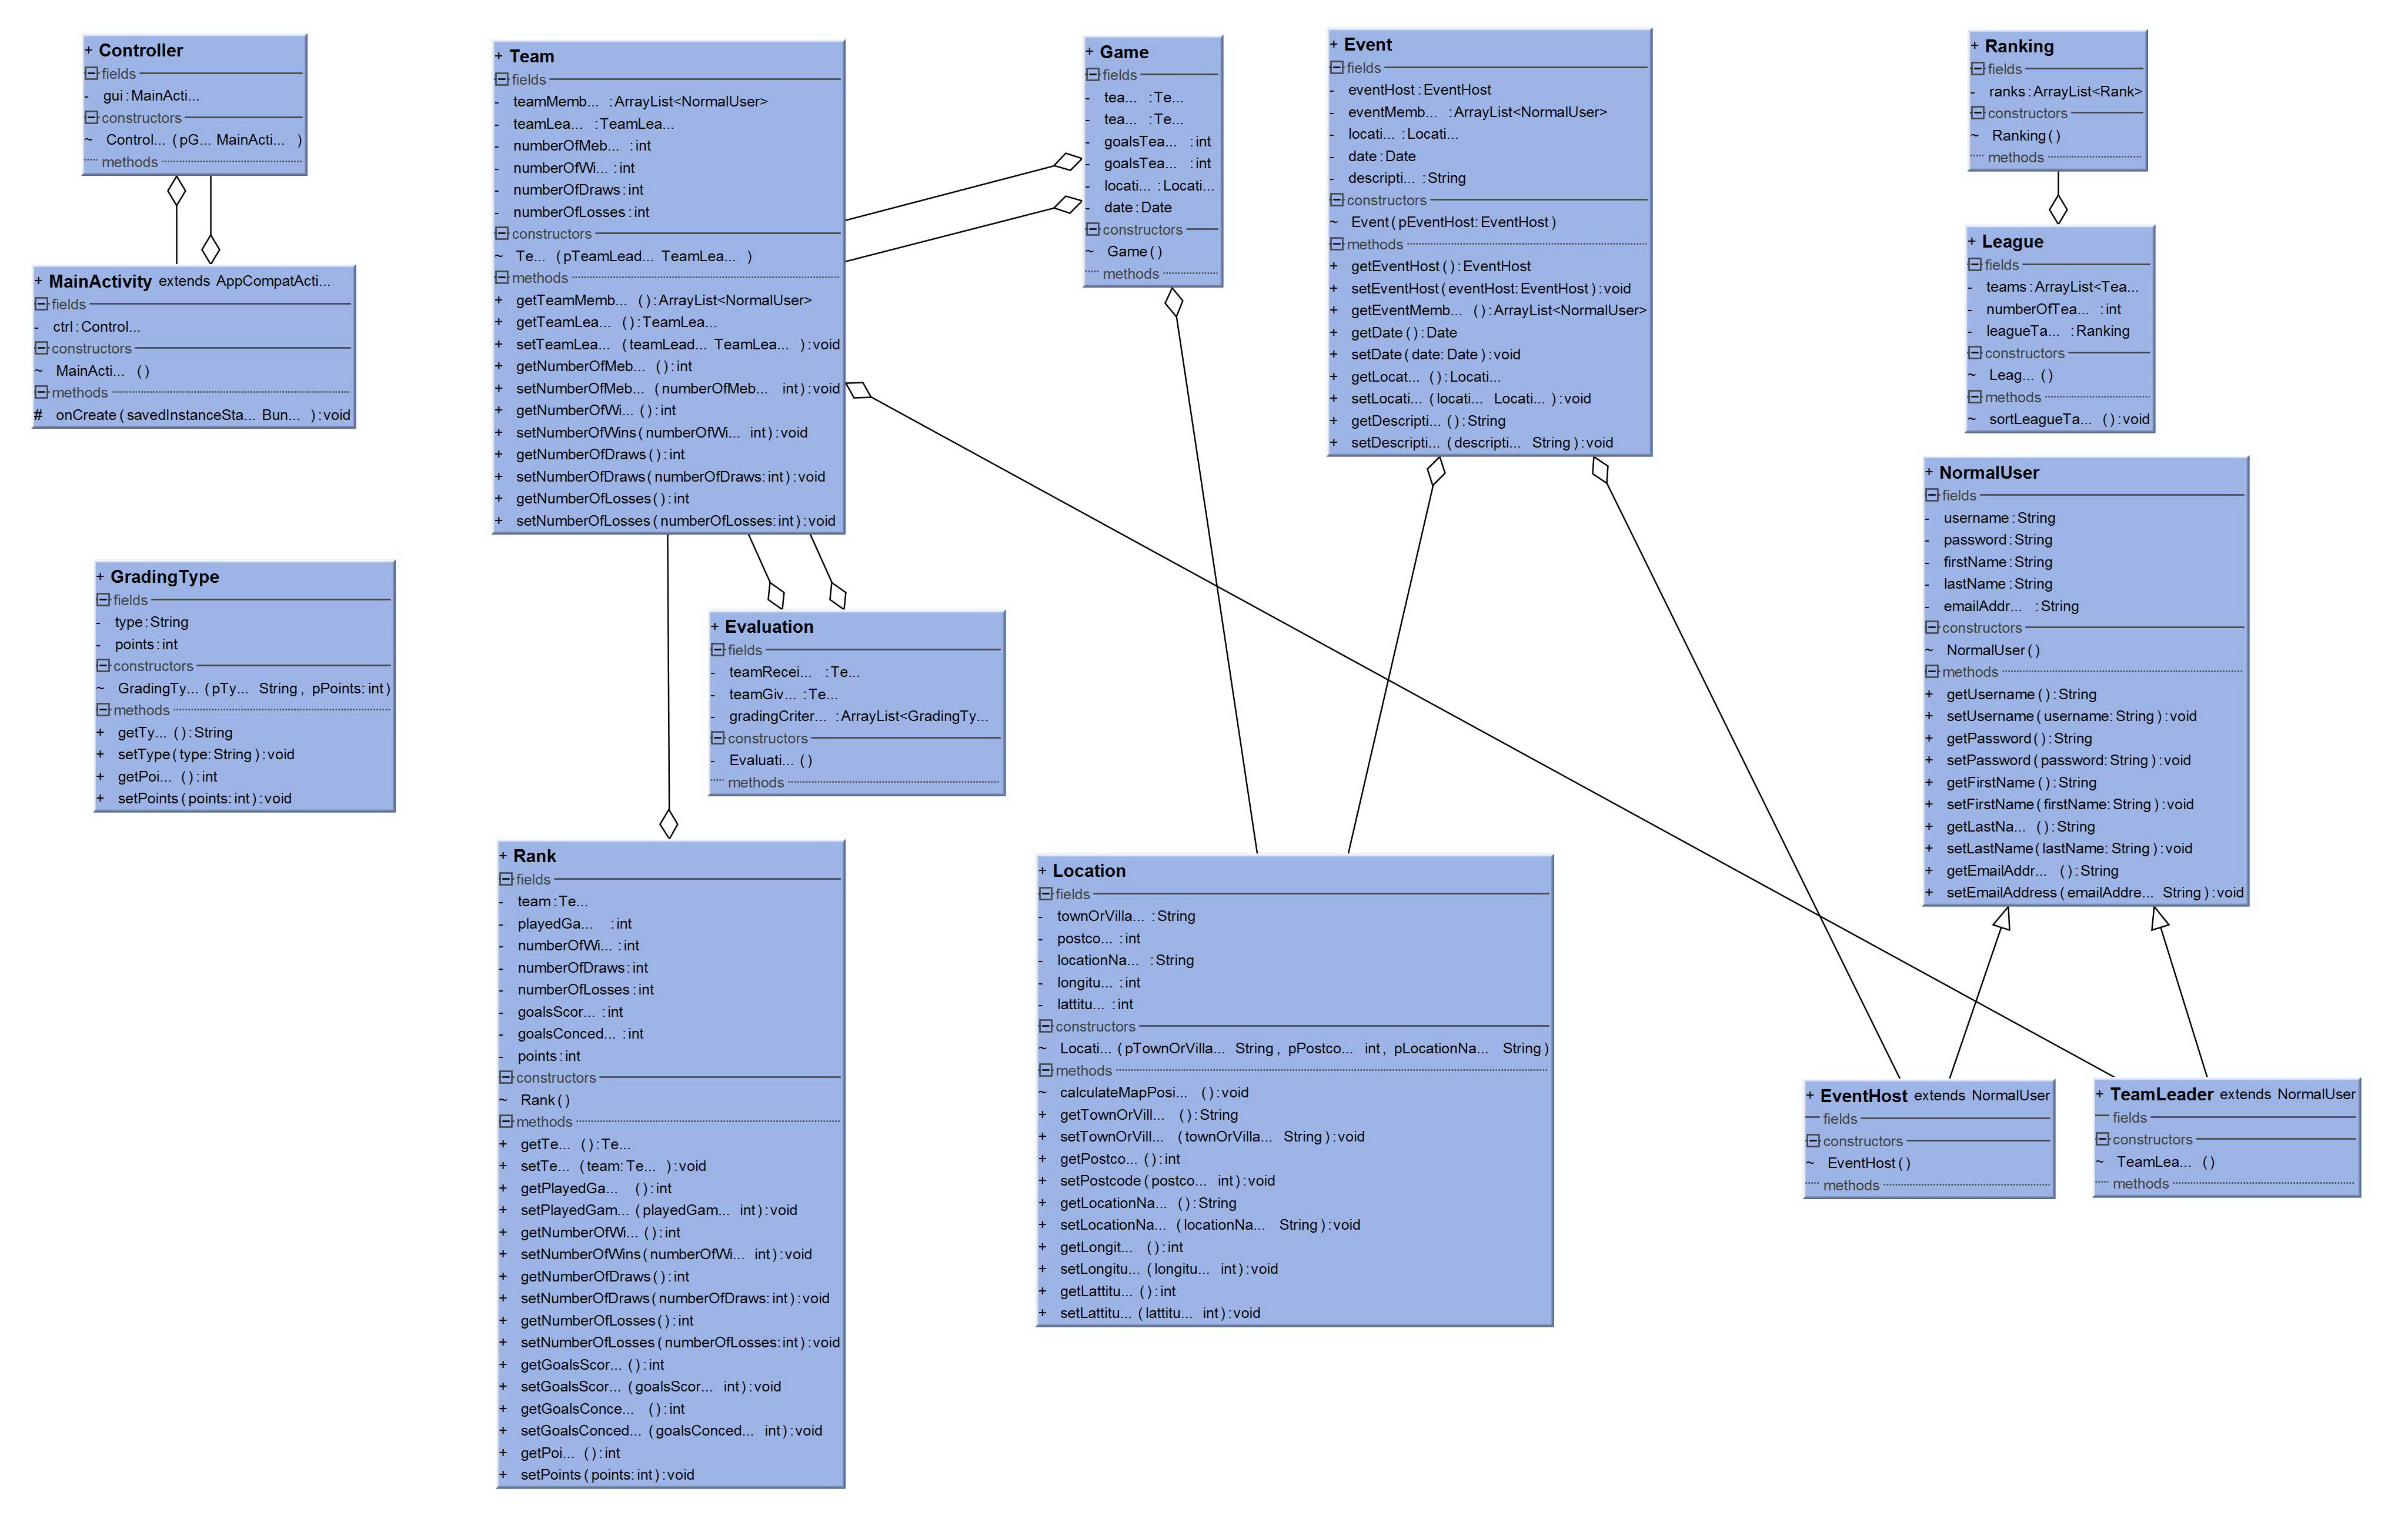 + Controller
fields
- gui:MainActi...
constructors
~ Control... (pG... MainActi... )
methods
+ MainActivity extends AppCompatActi...
fields
- ctrl:Control...
constructors
~ MainActi... ()
methods
# onCreate(savedInstanceSta... Bun... ):void
+ GradingType
fields
- type:String
- points:int
constructors
~ GradingTy... (pTy... String, pPoints:int)
methods
+ getTy... ():String
+ setType(type:String):void
+ getPoi... ():int
+ setPoints(points:int):void
+ Team
fields
- teamMemb... :ArrayList<NormalUser>
- teamLea... :TeamLea...
- numberOfMeb... :int
- numberOfWi... :int
- numberOfDraws:int
- numberOfLosses:int
constructors
~ Te... (pTeamLead... TeamLea... )
methods
+ getTeamMemb... ():ArrayList<NormalUser>
+ getTeamLea... ():TeamLea...
+ setTeamLea... (teamLead... TeamLea... ):void
+ getNumberOfMeb... ():int
+ setNumberOfMeb... (numberOfMeb... int):void
+ getNumberOfWi... ():int
+ setNumberOfWins(numberOfWi... int):void
+ getNumberOfDraws():int
+ setNumberOfDraws(numberOfDraws:int):void
+ getNumberOfLosses():int
+ setNumberOfLosses(numberOfLosses:int):void
+ Evaluation
fields
- teamRecei... :Te...
- teamGiv... :Te...
- gradingCriter... :ArrayList<GradingTy...
constructors
- Evaluati... ()
methods
+ Rank
fields
- team:Te...
- playedGa... :int
- numberOfWi... :int
- numberOfDraws:int
- numberOfLosses:int
- goalsScor... :int
- goalsConced... :int
- points:int
constructors
~ Rank()
methods
+ getTe... ():Te...
+ setTe... (team:Te... ):void
+ getPlayedGa... ():int
+ setPlayedGam... (playedGam... int):void
+ getNumberOfWi... ():int
+ setNumberOfWins(numberOfWi... int):void
+ getNumberOfDraws():int
+ setNumberOfDraws(numberOfDraws:int):void
+ getNumberOfLosses():int
+ setNumberOfLosses(numberOfLosses:int):void
+ getGoalsScor... ():int
+ setGoalsScor... (goalsScor... int):void
+ getGoalsConce... ():int
+ setGoalsConced... (goalsConced... int):void
+ getPoi... ():int
+ setPoints(points:int):void
+ Game
fields
- tea... :Te...
- tea... :Te...
- goalsTea... :int
- goalsTea... :int
- locati... :Locati...
- date:Date
constructors
~ Game()
methods
+ Event
fields
- eventHost:EventHost
- eventMemb... :ArrayList<NormalUser>
- locati... :Locati...
- date:Date
- descripti... :String
constructors
~ Event(pEventHost:EventHost)
methods
+ getEventHost():EventHost
+ setEventHost(eventHost:EventHost):void
+ getEventMemb... ():ArrayList<NormalUser>
+ getDate():Date
+ setDate(date:Date):void
+ getLocat... ():Locati...
+ setLocati... (locati... Locati... ):void
+ getDescripti... ():String
+ setDescripti... (descripti... String):void
+ Location
fields
- townOrVilla... :String
- postco... :int
- locationNa... :String
- longitu... :int
- lattitu... :int
constructors
~ Locati... (pTownOrVilla... String, pPostco... int, pLocationNa... String)
methods
~ calculateMapPosi... ():void
+ getTownOrVill... ():String
+ setTownOrVill... (townOrVilla... String):void
+ getPostco... ():int
+ setPostcode(postco... int):void
+ getLocationNa... ():String
+ setLocationNa... (locationNa... String):void
+ getLongit... ():int
+ setLongitu... (longitu... int):void
+ getLattitu... ():int
+ setLattitu... (lattitu... int):void
+ Ranking
fields
- ranks:ArrayList<Rank>
constructors
~ Ranking()
methods
+ League
fields
- teams:ArrayList<Tea...
- numberOfTea... :int
- leagueTa... :Ranking
constructors
~ Leag... ()
methods
~ sortLeagueTa... ():void
+ NormalUser
fields
- username:String
- password:String
- firstName:String
- lastName:String
- emailAddr... :String
constructors
~ NormalUser()
methods
+ getUsername():String
+ setUsername(username:String):void
+ getPassword():String
+ setPassword(password:String):void
+ getFirstName():String
+ setFirstName(firstName:String):void
+ getLastNa... ():String
+ setLastName(lastName:String):void
+ getEmailAddr... ():String
+ setEmailAddress(emailAddre... String):void
+ EventHost extends NormalUser
fields
constructors
~ EventHost()
methods
+ TeamLeader extends NormalUser
fields
constructors
~ TeamLea... ()
methods